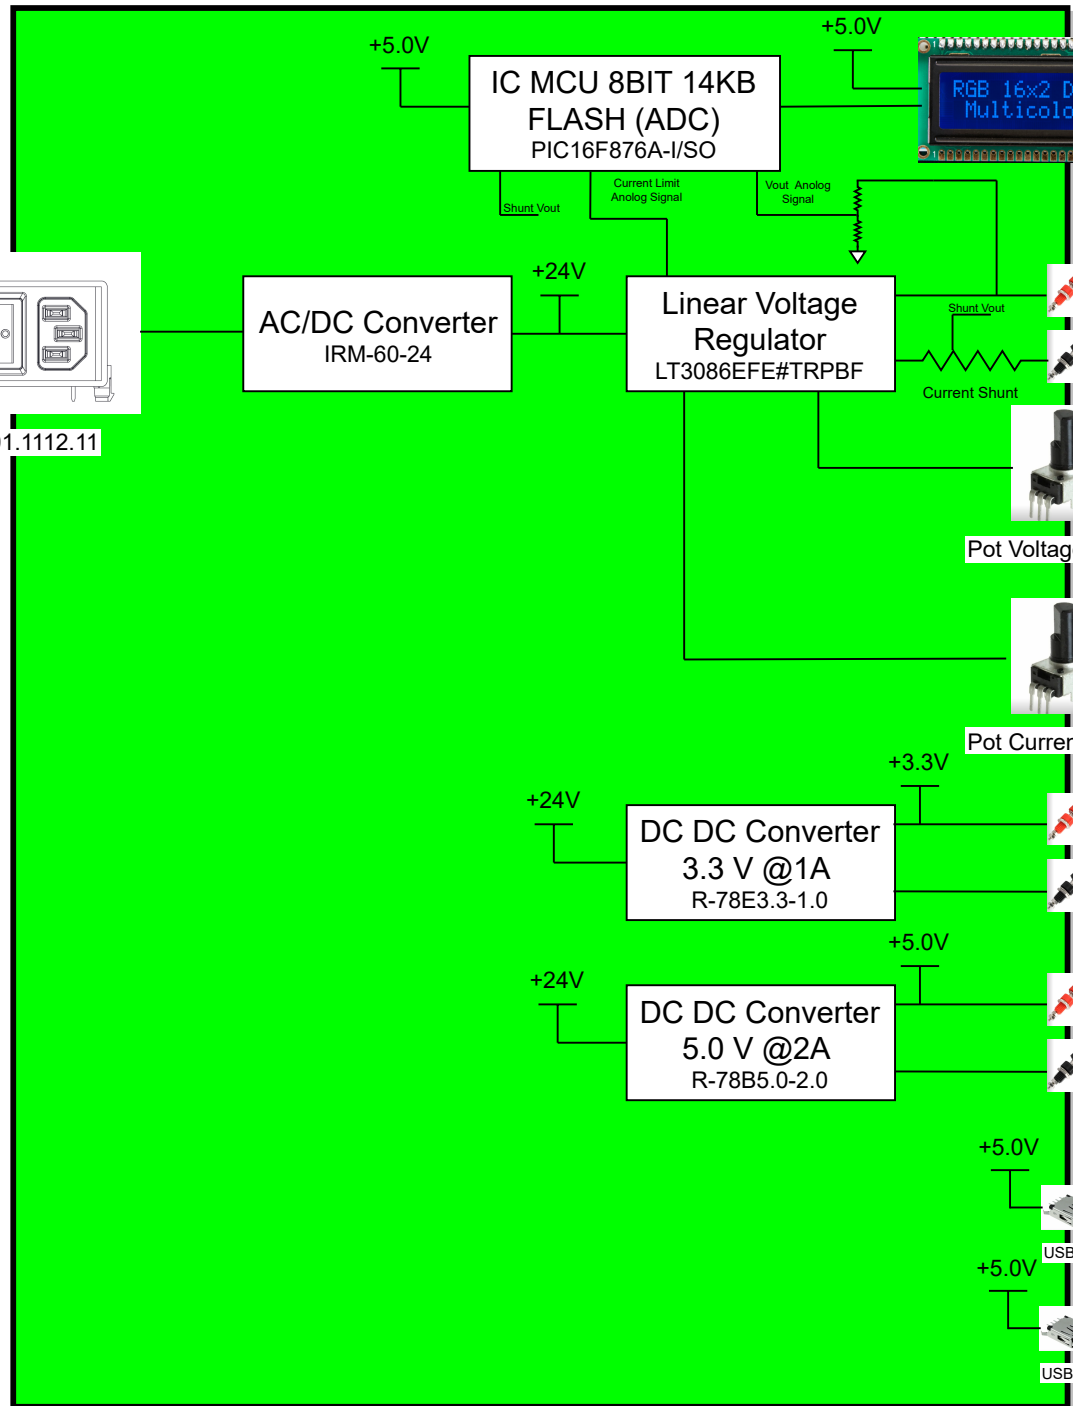 +5.0V
+5.0V
IC MCU 8BIT 14KB
FLASH (ADC)
PIC16F876A-I/SO
RGB 16x2 D
Multicolo
Shunt Vout
Current Limit
Anolog Signal
Vout Anolog
Signal
+24V
AC/DC Converter
IRM-60-24
Linear Voltage
Regulator
LT3086EFE#TRPBF
Shunt Vout
Current Shunt
1.1112.11
Pot Voltag
Pot Curren
+3.3V
+24V
DC DC Converter
3.3 V @1A
R-78E3.3-1.0
+5.0V
+24V
DC DC Converter
5.0 V @2A
R-78B5.0-2.0
+5.0V
USB
+5.0V
USB